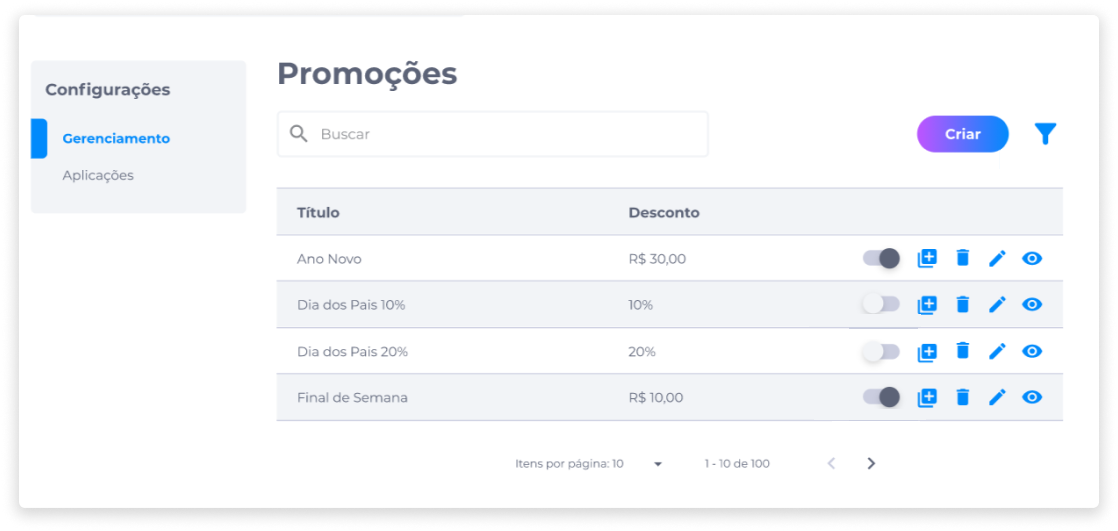 Configurações
Gerenciamento
Aplicações
Promoções
Buscar
Criar
Título Desconto
Ano Novo R$ 30,00
Dia dos Pais 10% 10%
Dia dos Pais 20% 20%
Final de Semana R$ 10,00
Itens por página: 10 1 - 10 de 100